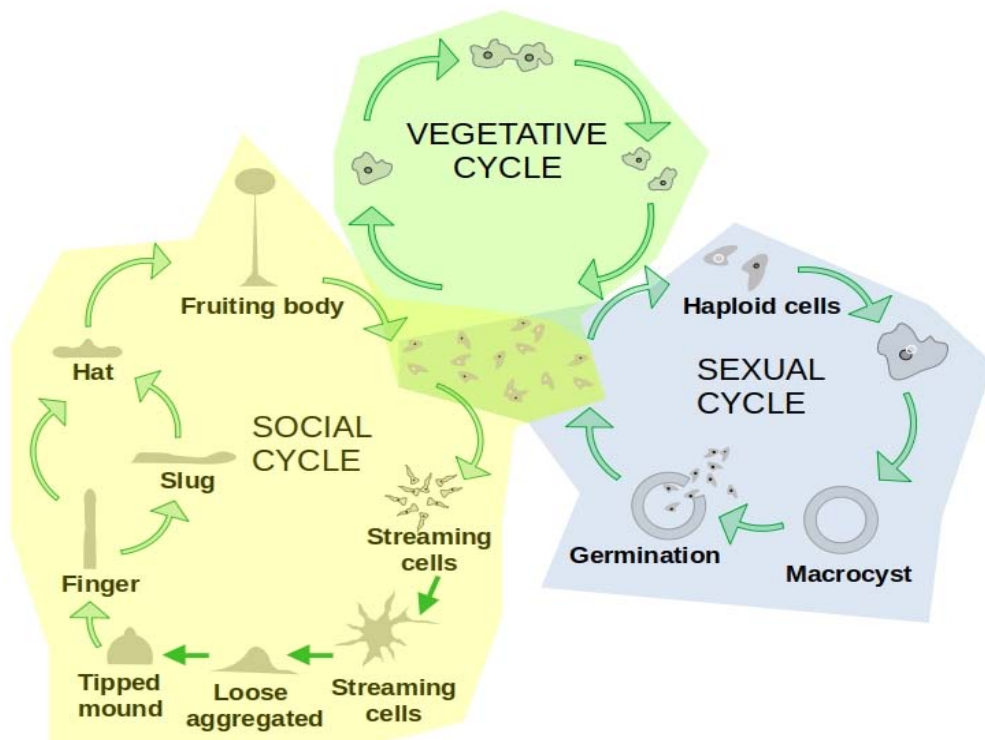 VEGETATIVE
CYCLE
Fruiting body
Hat
SOCIAL
CYCLE
Slug
Finger
Streaming
cells
Tipped
mound
Loose
aggregated
Streaming
cells
Haploid cells
SEXUAL
CYCLE
Germination
Macrocyst